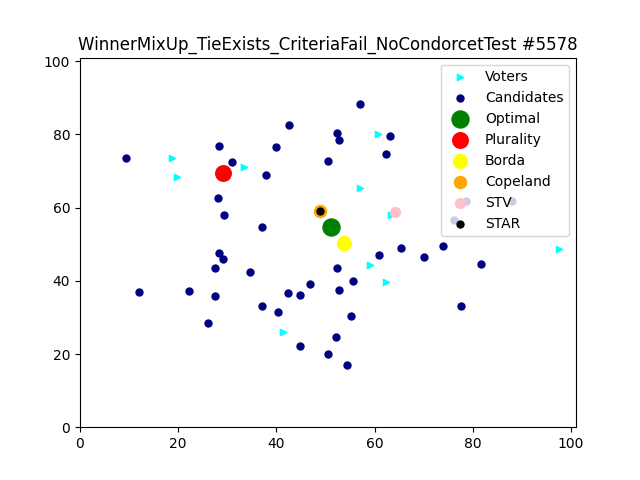 WinnerMixUp_TieExists_CriteriaFail_NoCondorcetTest #5578
100
80
60
40
20
0
0 20 40 60 80 100
Voters
Candidates
Optimal
Plurality
Borda
Copeland
STV
STAR